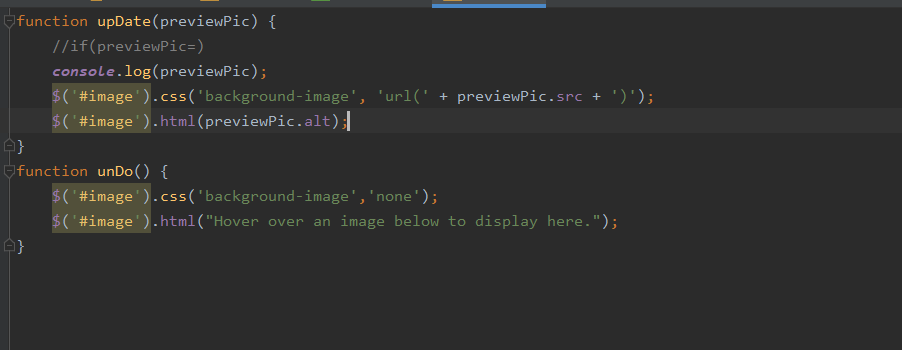 function upDate(previewPic) {
    //if(previewPic=)
    console.log(previewPic);
    $('#image').css('background-image', 'url(' + previewPic.src + ')');
    $('#image').html(previewPic.alt);
}
function unDo() {
    $('#image').css('background-image','none');
    $('#image').html("Hover over an image below to display here.");
}